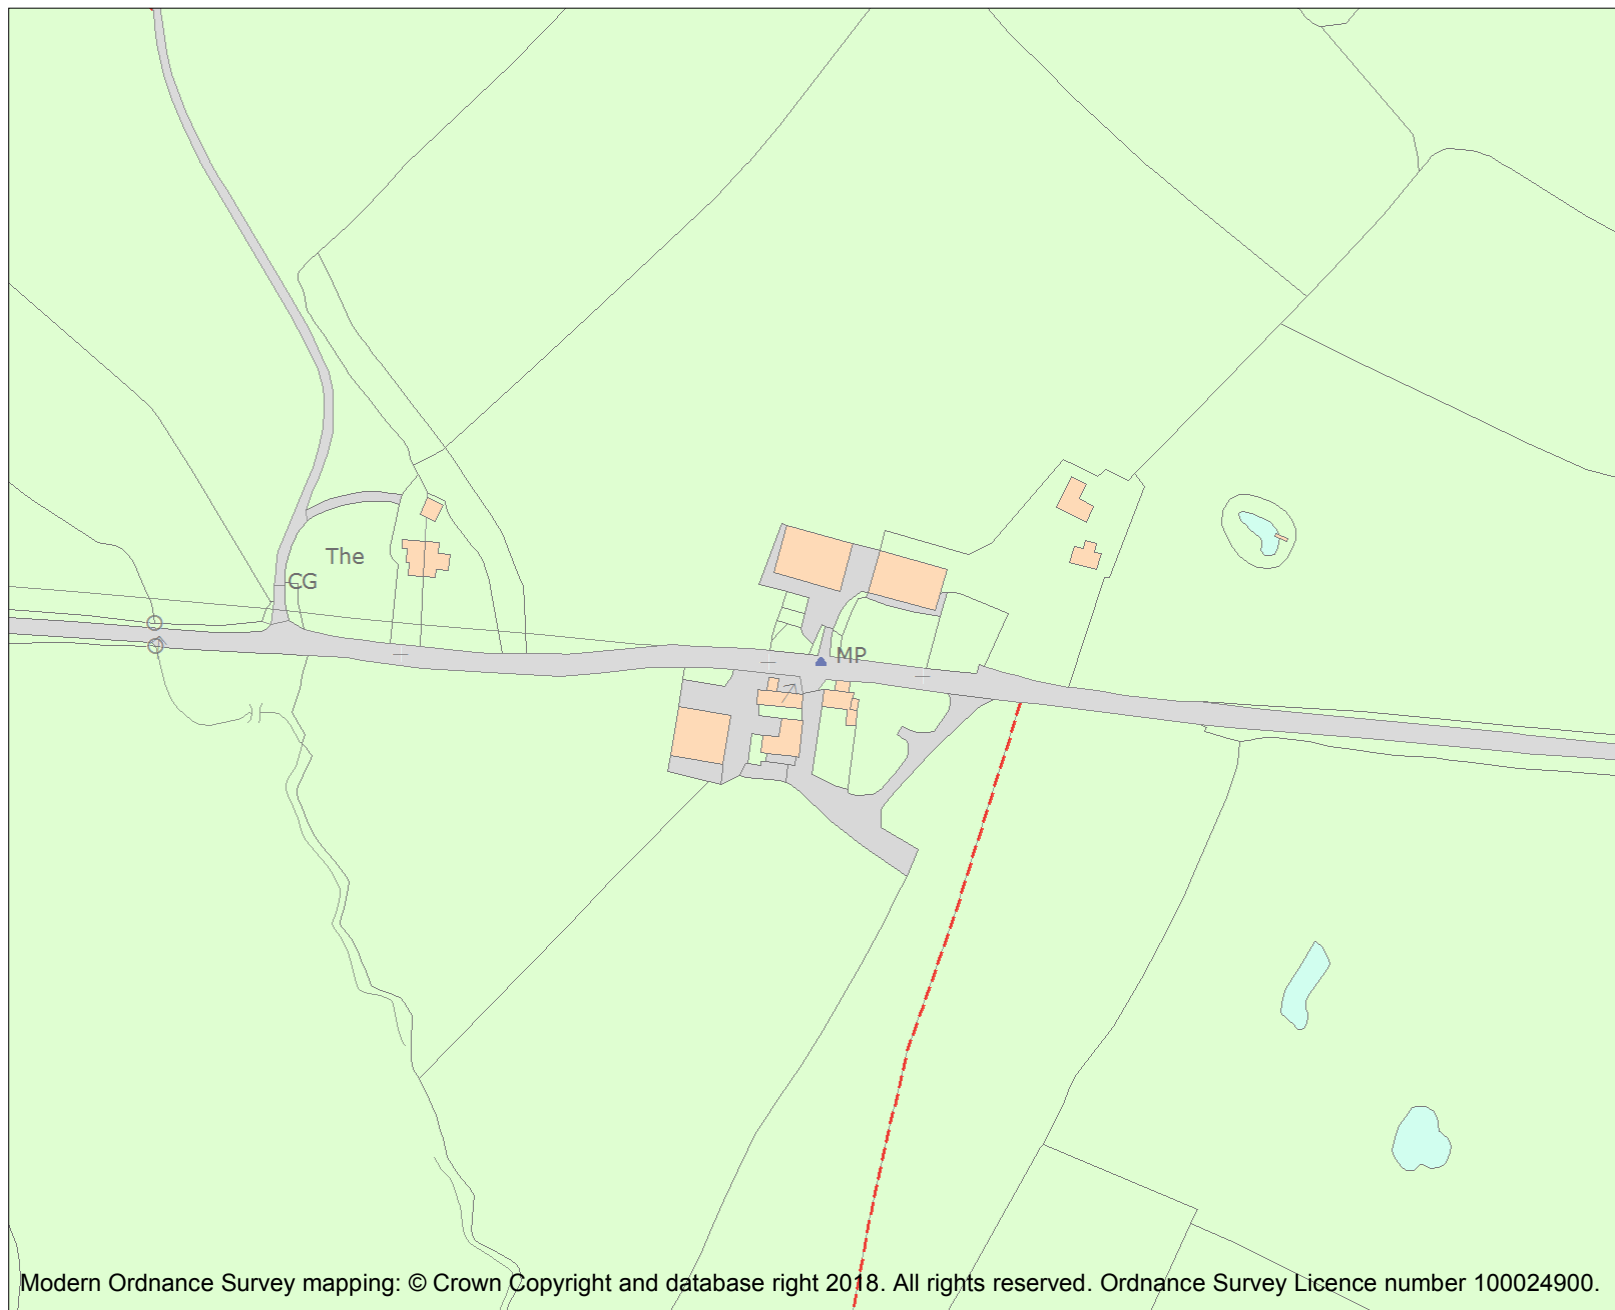 The
CG
MP
Modern Ordnance Survey mapping: © Crown Copyright and database right 2018. All rights reserved. Ordnance Survey Licence number 100024900.